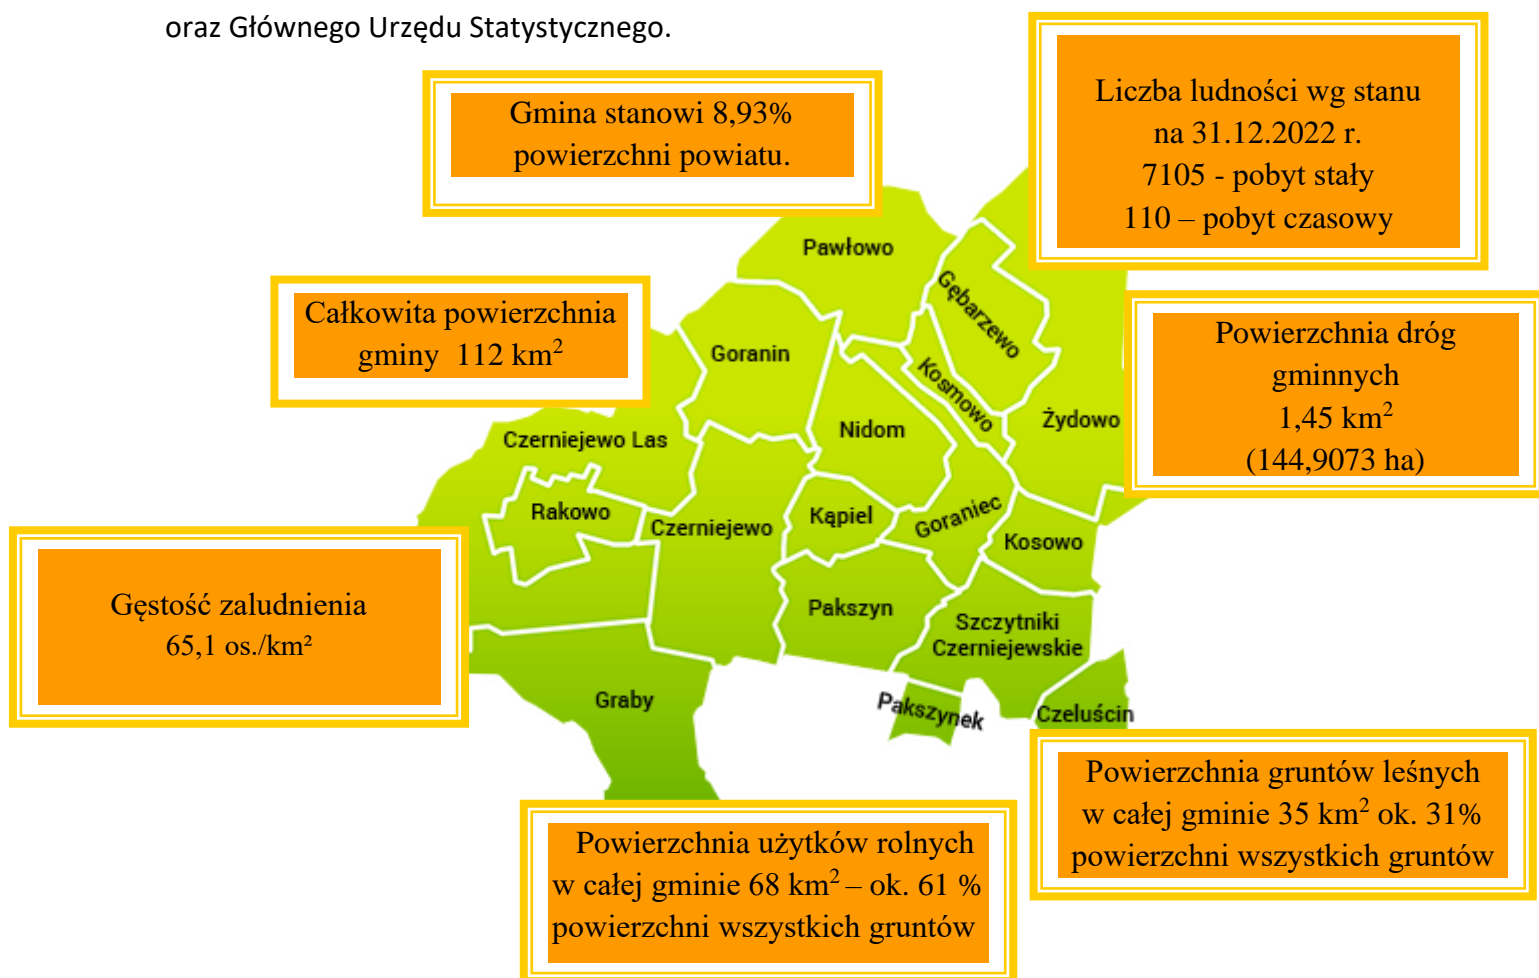 oraz Głównego Urzędu Statystycznego.
Gmina stanowi 8,93%
powierzchni powiatu.
Liczba ludności wg stanu
na 31.12.2022 r.
7105 - pobyt stały
110 – pobyt czasowy
Całkowita powierzchnia
gminy 112 km²
Powierzchnia dróg
gminnych
1,45 km²
(144,9073 ha)
Pawłowo
Gębarzewo
Goranin
Kosmowo
Nidom
Żydowo
Czerniejewo Las
Rakowo
Czerniejewo
Kąpiel
Goraniec
Kosowo
Gęstość zaludnienia
65,1 os./km²
Pakszyn
Szczytniki
Czerniejewskie
Graby
Pakszynek
Czeluścin
Powierzchnia użytków rolnych
w całej gminie 68 km² – ok. 61 %
powierzchni wszystkich gruntów
Powierzchnia gruntów leśnych
w całej gminie 35 km² ok. 31%
powierzchni wszystkich gruntów